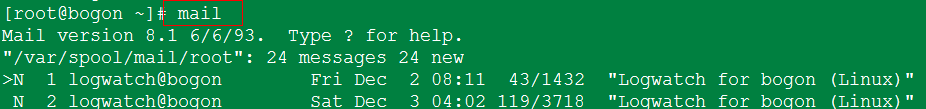 [root@bogon ~]# mail
Mail version 8.1 6/6/93.  Type ? for help.
"/var/spool/mail/root": 24 messages 24 new
>N  1 logwatch@bogon        Fri Dec  2 08:11  43/1432  "Logwatch for bogon (Linux)"
 N  2 logwatch@bogon        Sat Dec  3 04:02 119/3718  "Logwatch for bogon (Linux)"